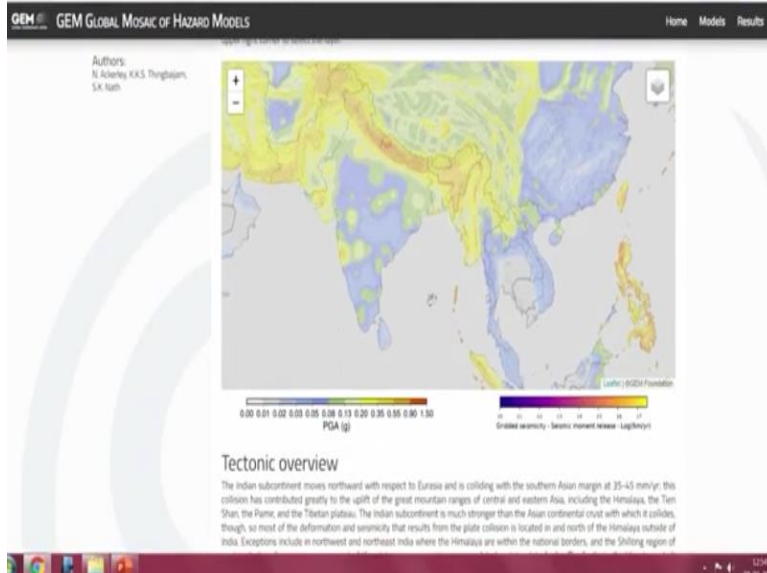 GEM GEM GLOBAL MOSAIC OF HAZARD MODELS
Home Models Results
upper right corner to select the layer.
Authors:
N. Ackerley, K.K.S. Thingbaijam,
S.K. Nath
+
−
Leaflet | ©GEM Foundation
0.00 0.01 0.02 0.03 0.05 0.08 0.13 0.20 0.35 0.55 0.90 1.50
PGA (g)
Gridded seismicity - Seismic moment release - Log(Nm/yr)
Tectonic overview
The Indian subcontinent moves northward with respect to Eurasia and is colliding with the southern Asian margin at 35-45 mm/yr; this
collision has contributed greatly to the uplift of the great mountain ranges of central and eastern Asia, including the Himalaya, the Tien
Shan, the Pamir, and the Tibetan plateau. The Indian subcontinent is much stronger than the Asian continental crust with which it collides,
though, so most of the deformation and seismicity that results from the plate collision is located in and north of the Himalaya outside of
India. Exceptions include in northwest and northeast India where the Himalaya are within the national borders, and the Shillong region of